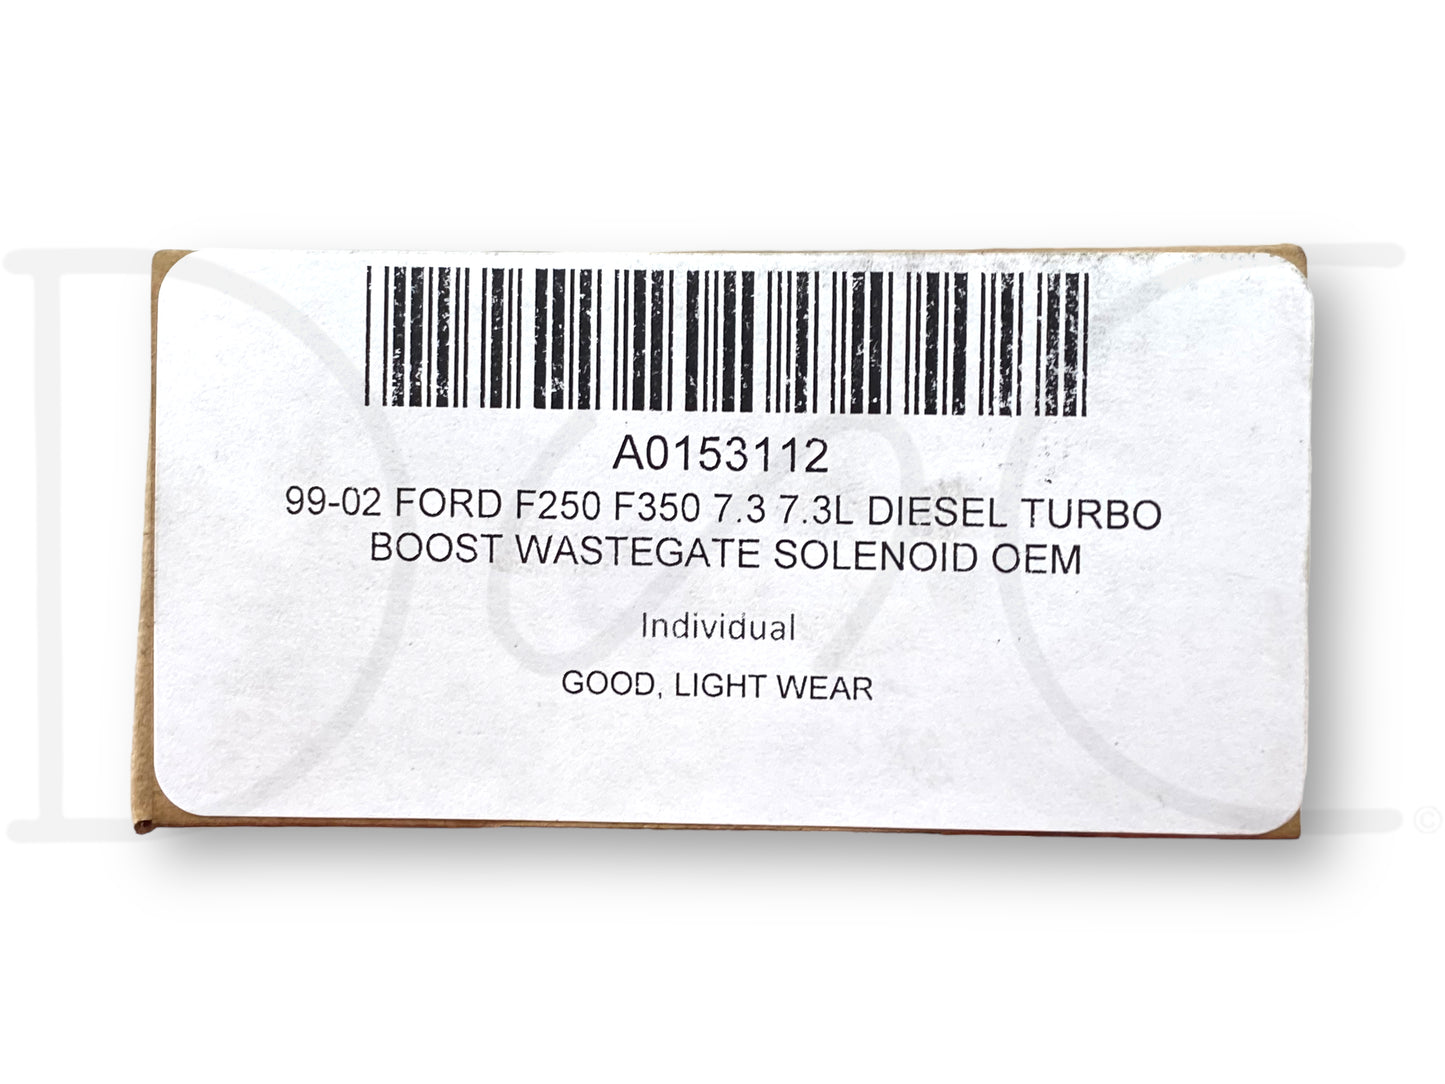 A0153112
99-02 FORD F250 F350 7.3 7.3L DIESEL TURBO
BOOST WASTEGATE SOLENOID OEM
Individual
GOOD, LIGHT WEAR
©